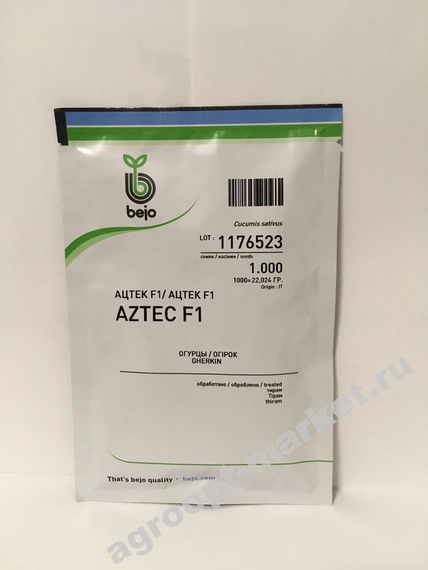 bejo
Cucumis sativus
LOT : 1176523
семян / насінин / seeds
1.000
1000=22,024 ГР.
Origin : IT
АЦТЕК F1/ АЦТЕК F1
AZTEC F1
ОГУРЦЫ / ОГІРОК
GHERKIN
обработано / оброблено / treated
тирам
Тірам
thiram
That's bejo quality • bejo.com
agroopt-market.ru